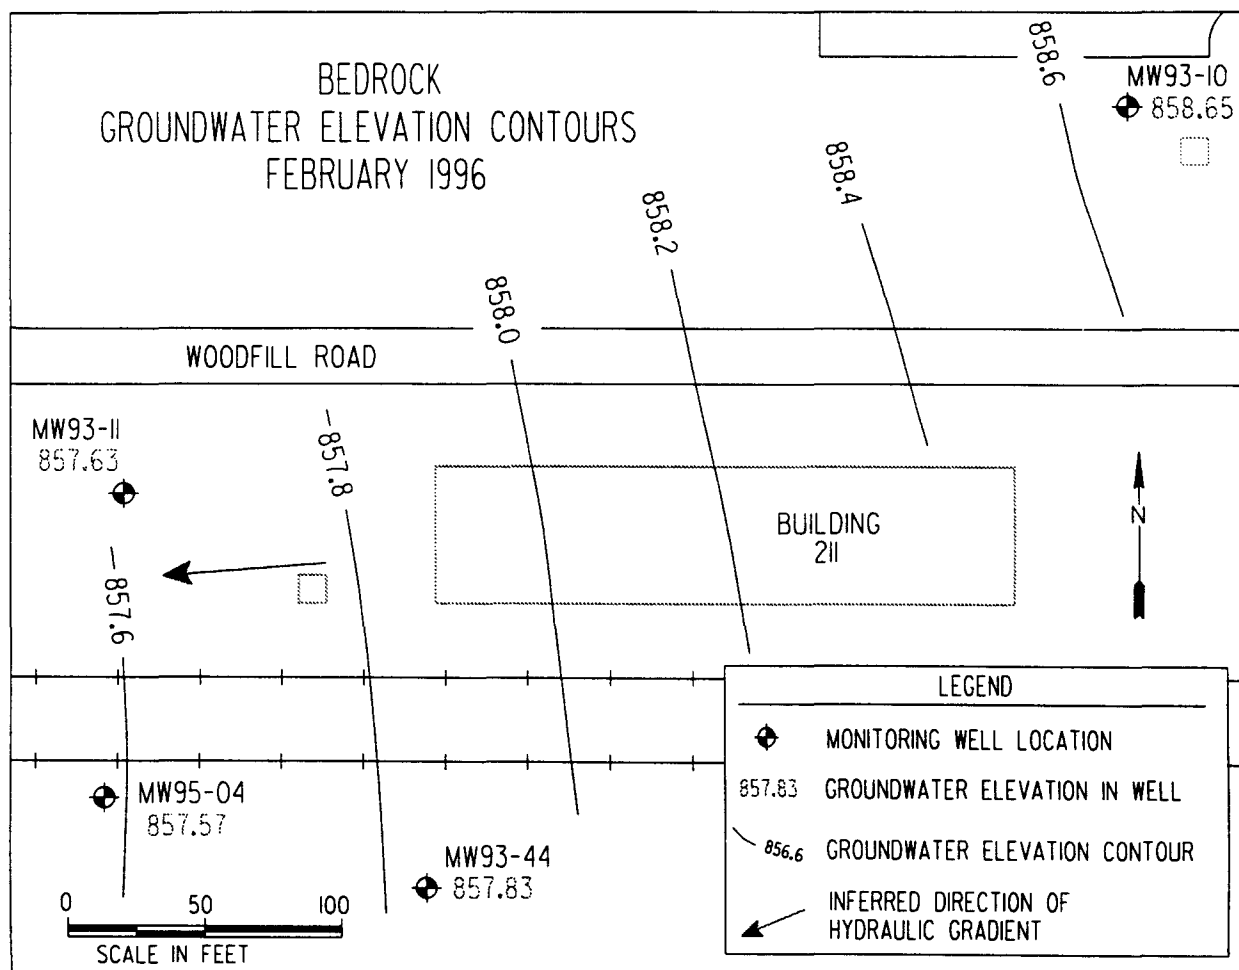 BEDROCK
GROUNDWATER ELEVATION CONTOURS
FEBRUARY 1996
858.6
MW93-10
858.65
858.4
858.2
858.0
WOODFILL ROAD
MW93-11
857.63
857.8
BUILDING
211
N
857.6
MW95-04
857.57
MW93-44
857.83
0 50 100
SCALE IN FEET
LEGEND
MONITORING WELL LOCATION
857.83 GROUNDWATER ELEVATION IN WELL
856.6 GROUNDWATER ELEVATION CONTOUR
INFERRED DIRECTION OF
HYDRAULIC GRADIENT